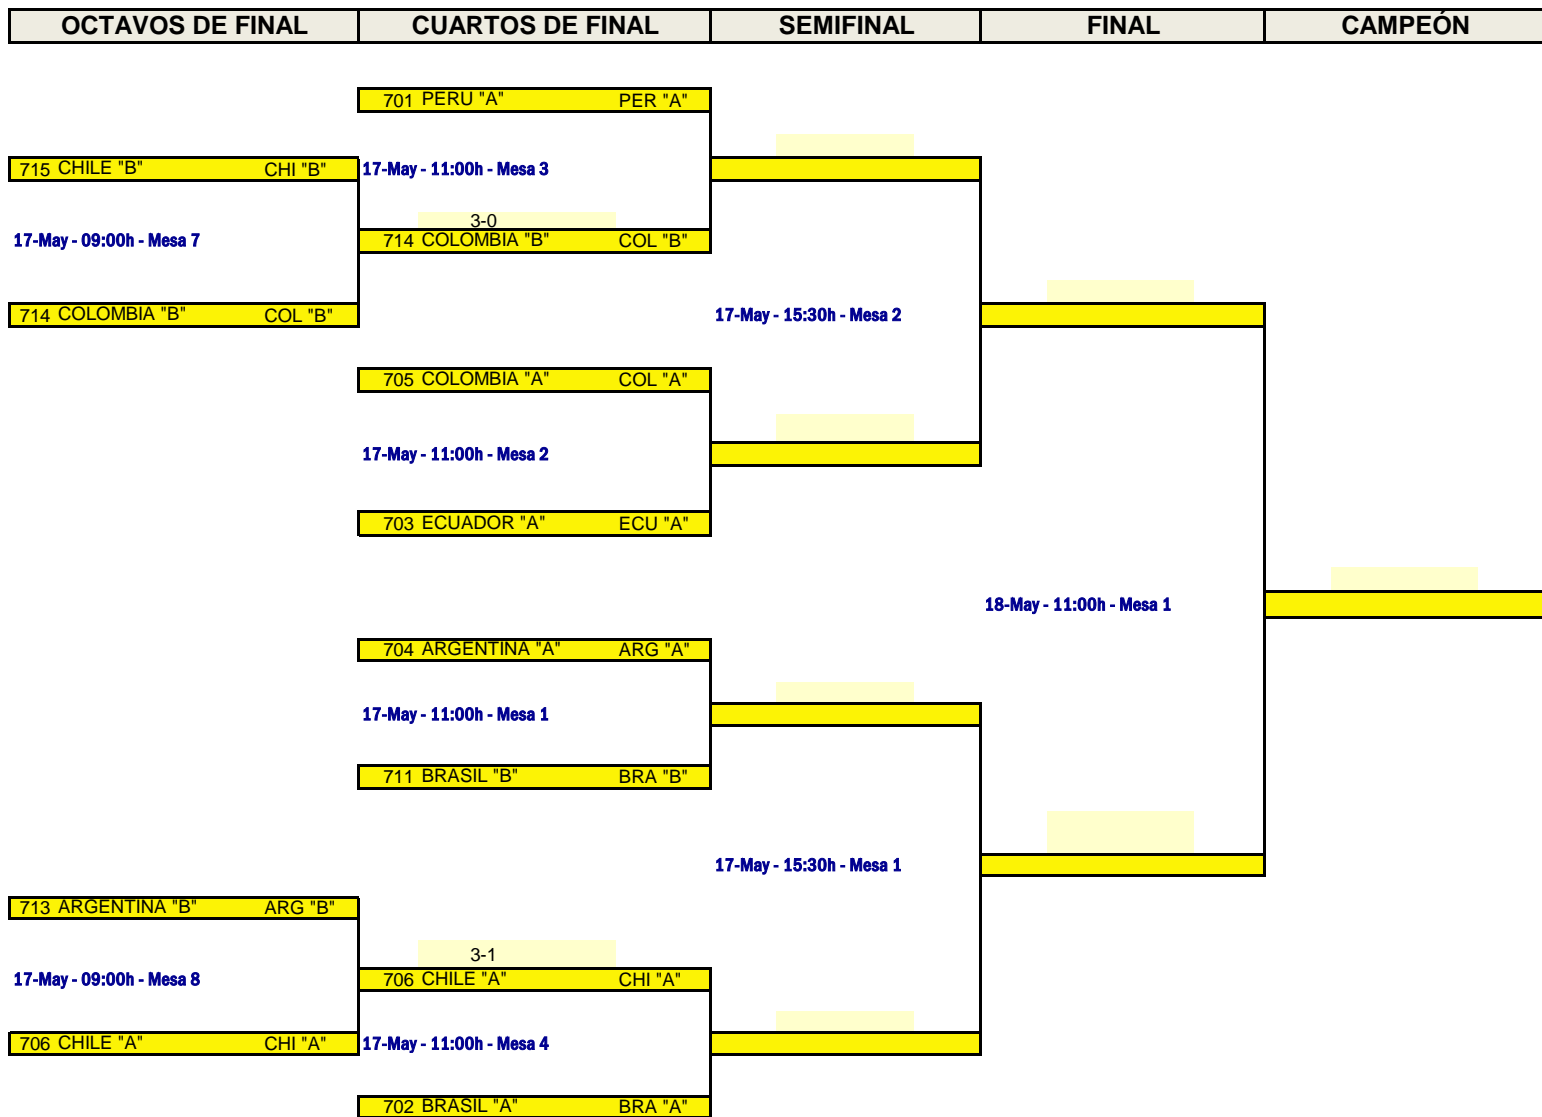 OCTAVOS DE FINAL CUARTOS DE FINAL SEMIFINAL FINAL CAMPEÓN
701 PERU "A" PER "A"
715 CHILE "B" CHI "B" 17-May - 11:00h - Mesa 3
3-0
17-May - 09:00h - Mesa 7 714 COLOMBIA "B" COL "B"
714 COLOMBIA "B" COL "B" 17-May - 15:30h - Mesa 2
705 COLOMBIA "A" COL "A"
17-May - 11:00h - Mesa 2
703 ECUADOR "A" ECU "A"
18-May - 11:00h - Mesa 1
704 ARGENTINA "A" ARG "A"
17-May - 11:00h - Mesa 1
711 BRASIL "B" BRA "B"
17-May - 15:30h - Mesa 1
713 ARGENTINA "B" ARG "B"
3-1
17-May - 09:00h - Mesa 8 706 CHILE "A" CHI "A"
706 CHILE "A" CHI "A" 17-May - 11:00h - Mesa 4
702 BRASIL "A" BRA "A"